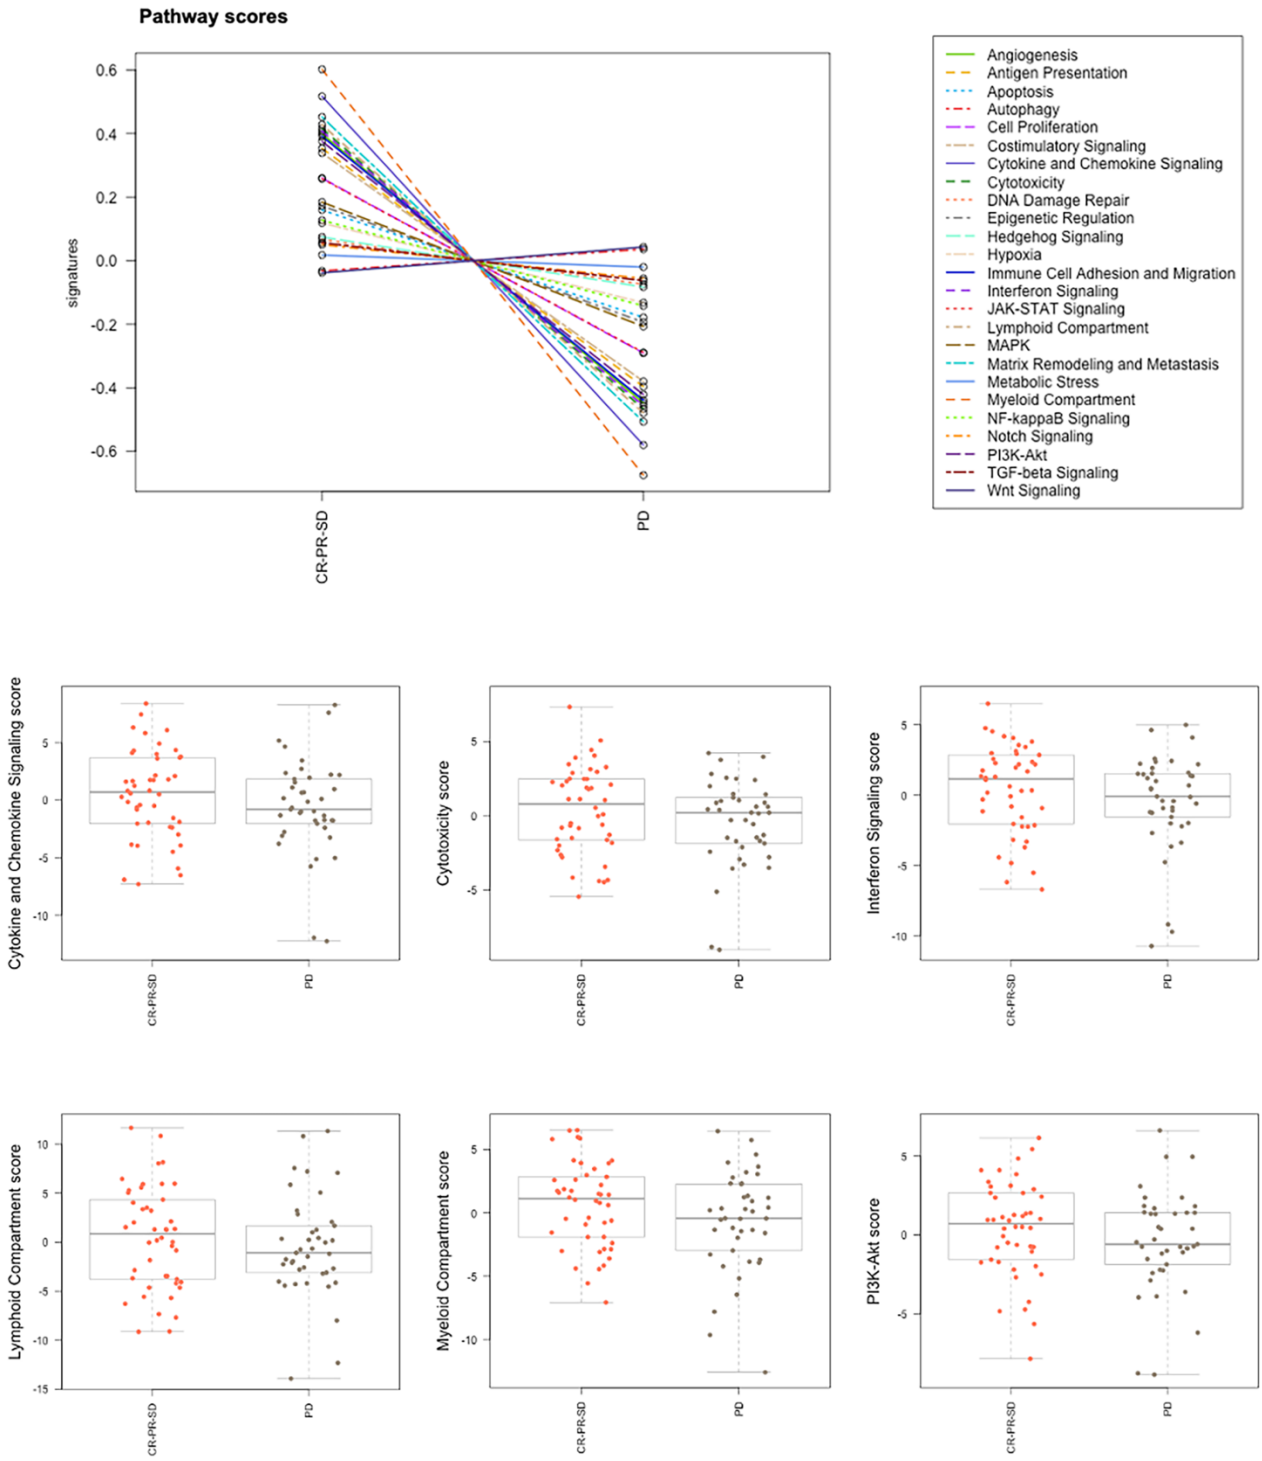 Pathway scores
signatures
0.6
0.4
0.2
0.0
-0.2
-0.4
-0.6
CR-PR-SD
PD
Angiogenesis
Antigen Presentation
Apoptosis
Autophagy
Cell Proliferation
Costimulatory Signaling
Cytokine and Chemokine Signaling
Cytotoxicity
DNA Damage Repair
Epigenetic Regulation
Hedgehog Signaling
Hypoxia
Immune Cell Adhesion and Migration
Interferon Signaling
JAK-STAT Signaling
Lymphoid Compartment
MAPK
Matrix Remodeling and Metastasis
Metabolic Stress
Myeloid Compartment
NF-kappaB Signaling
Notch Signaling
PI3K-Akt
TGF-beta Signaling
Wnt Signaling
Cytokine and Chemokine Signaling score
5
0
-5
-10
CR-PR-SD
PD
Cytotoxicity score
5
0
-5
CR-PR-SD
PD
Interferon Signaling score
5
0
-5
-10
CR-PR-SD
PD
Lymphoid Compartment score
10
5
0
-5
-10
-15
CR-PR-SD
PD
Myeloid Compartment score
5
0
-5
-10
CR-PR-SD
PD
PI3K-Akt score
5
0
-5
CR-PR-SD
PD